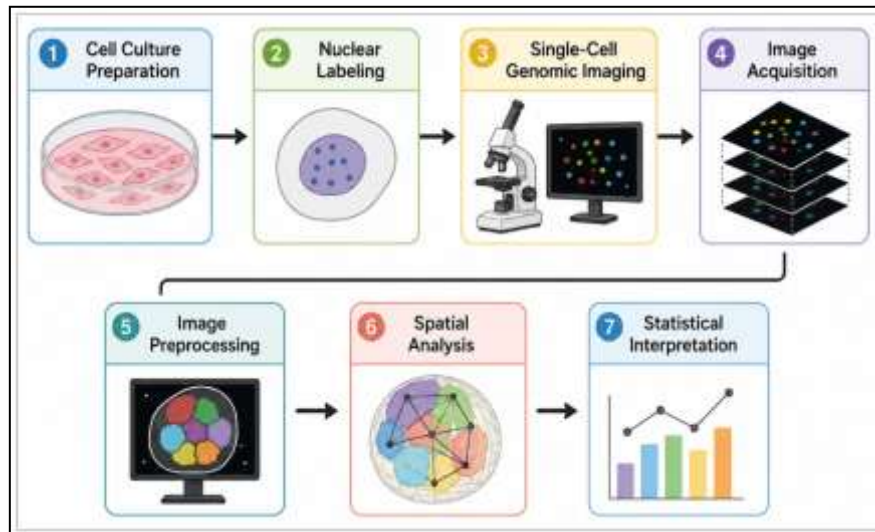 1 Cell Culture
Preparation
2 Nuclear
Labeling
3 Single-Cell
Genomic Imaging
4 Image
Acquisition
5 Image
Preprocessing
6 Spatial
Analysis
7 Statistical
Interpretation